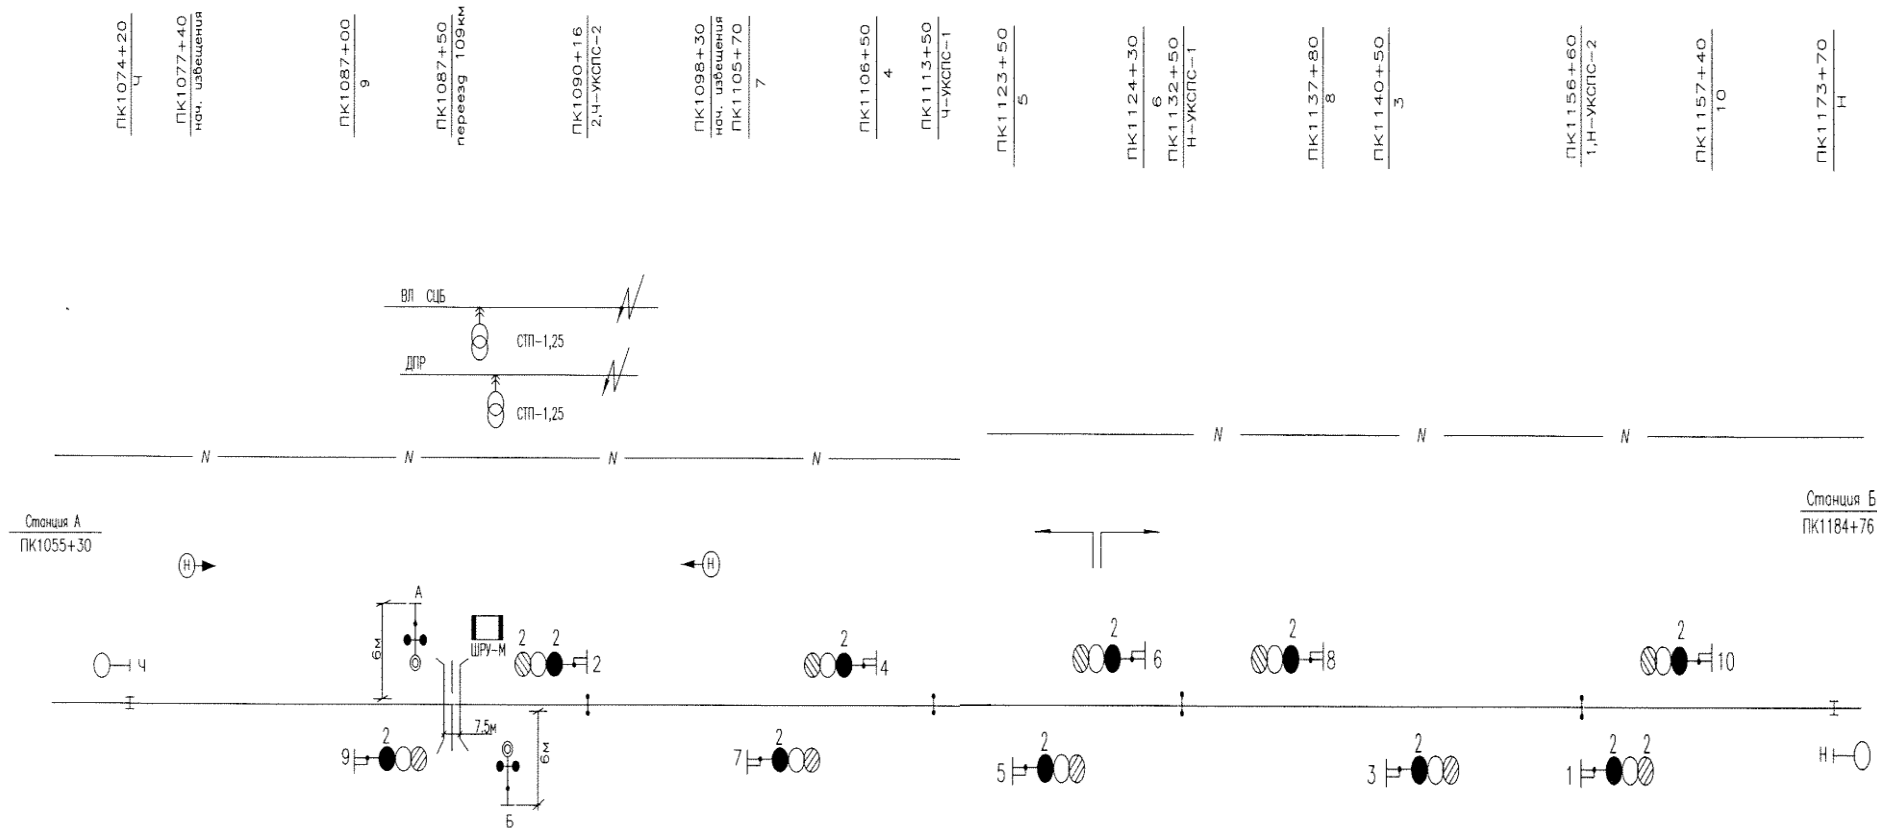 ПК1074+20
Ч
ПК1077+40
нач. извещения
ПК1087+00
9
ПК1087+50
переезд 109км
ПК1090+16
2,Ч-УКСПС-2
ПК1098+30
нач. извещения
ПК1105+70
7
ПК1106+50
4
ПК1113+50
Ч-УКСПС-1
ПК1123+50
5
ПК1124+30
6
ПК1132+50
Н-УКСПС-1
ПК1137+80
8
ПК1140+50
3
ПК1156+60
1,Н-УКСПС-2
ПК1157+40
10
ПК1173+70
Н
ВЛ СЦБ
СТП-1,25
ДПР
СТП-1,25
N N N N
N N N
Станция А
ПК1055+30
Станция Б
ПК1184+76
Н
Н
А
6м
ШРУ-М
Ч
2 2
2
2
4
2
6
2
8
2
10
7.5м
6м
Б
9
2
7
2
5
2
3
2
1
2 2
Н